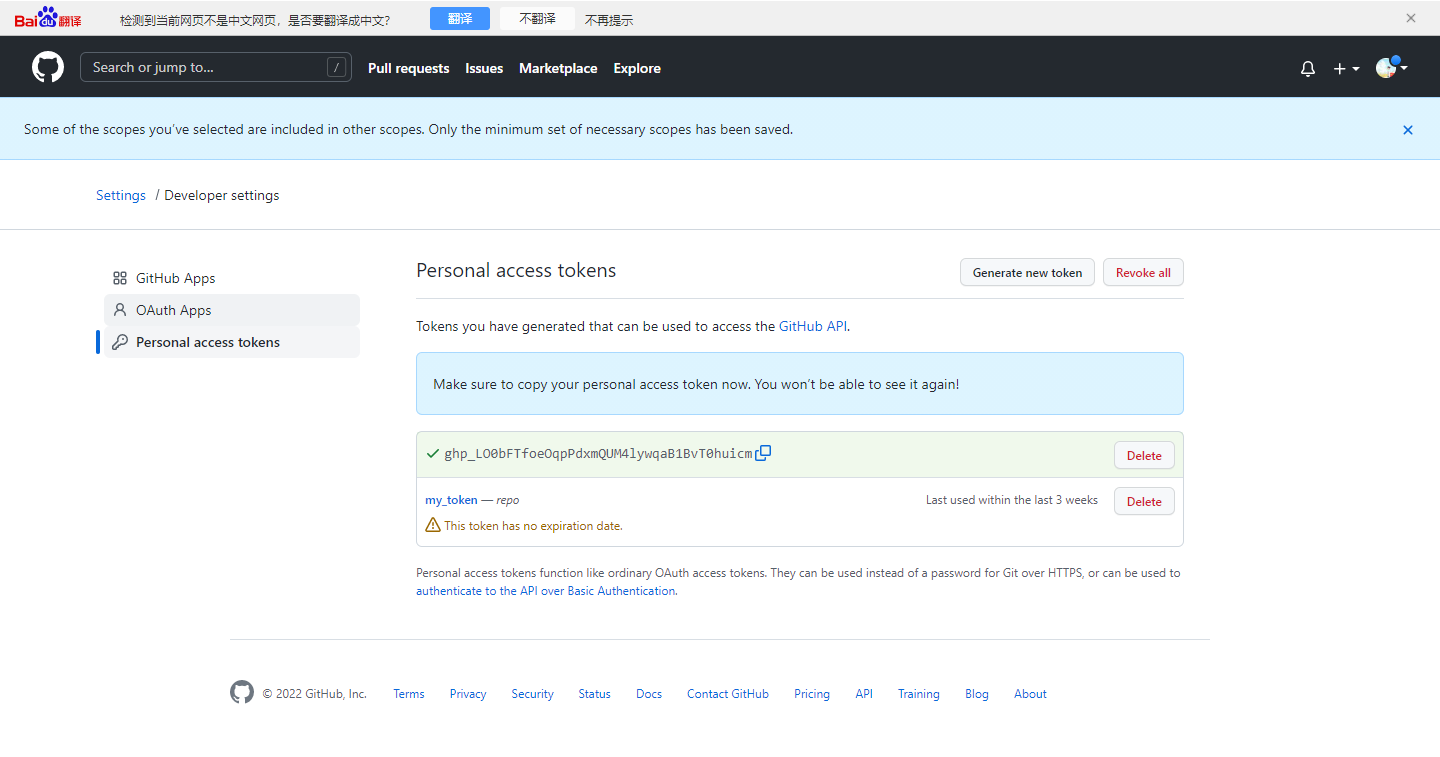 Bai du 翻译 检测到当前网页不是中文网页，是否要翻译成中文? 翻译 不翻译 不再提示
Search or jump to... / Pull requests Issues Marketplace Explore
Some of the scopes you've selected are included in other scopes. Only the minimum set of necessary scopes has been saved.
Settings / Developer settings
GitHub Apps
OAuth Apps
Personal access tokens
Personal access tokens Generate new token Revoke all
Tokens you have generated that can be used to access the GitHub API.
Make sure to copy your personal access token now. You won't be able to see it again!
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 Delete
my_token — repo Last used within the last 3 weeks Delete
This token has no expiration date.
Personal access tokens function like ordinary OAuth access tokens. They can be used instead of a password for Git over HTTPS, or can be used to
authenticate to the API over Basic Authentication.
© 2022 GitHub, Inc. Terms Privacy Security Status Docs Contact GitHub Pricing API Training Blog About